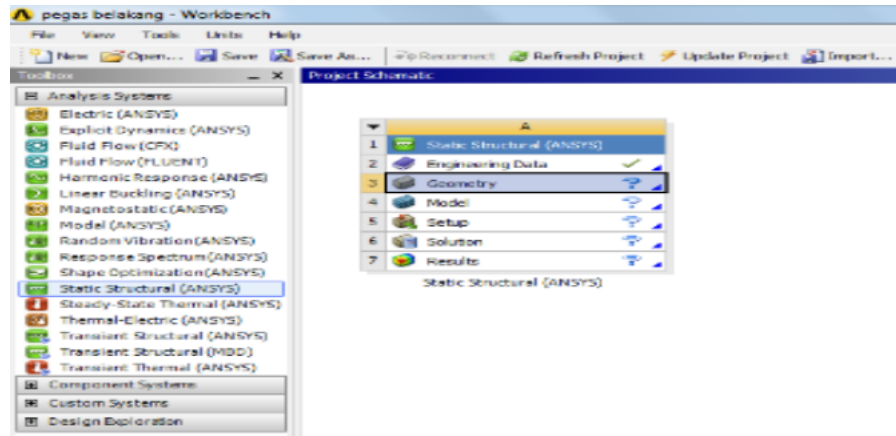 pegas belakang - Workbench
File View Tools Units Help
New Open... Save Save As... Reconnect Refresh Project Update Project Import...
Toolbox
Project Schematic
Analysis Systems
Electric (ANSYS)
Explicit Dynamics (ANSYS)
Fluid Flow (CFX)
Fluid Flow (FLUENT)
Harmonic Response (ANSYS)
Linear Buckling (ANSYS)
Magnetostatic (ANSYS)
Modal (ANSYS)
Random Vibration (ANSYS)
Response Spectrum (ANSYS)
Shape Optimization (ANSYS)
Static Structural (ANSYS)
Steady-State Thermal (ANSYS)
Thermal-Electric (ANSYS)
Transient Structural (ANSYS)
Transient Structural (MBD)
Transient Thermal (ANSYS)
Component Systems
Custom Systems
Design Exploration
A
1 Static Structural (ANSYS)
2 Engineering Data
3 Geometry
4 Model
5 Setup
6 Solution
7 Results
Static Structural (ANSYS)